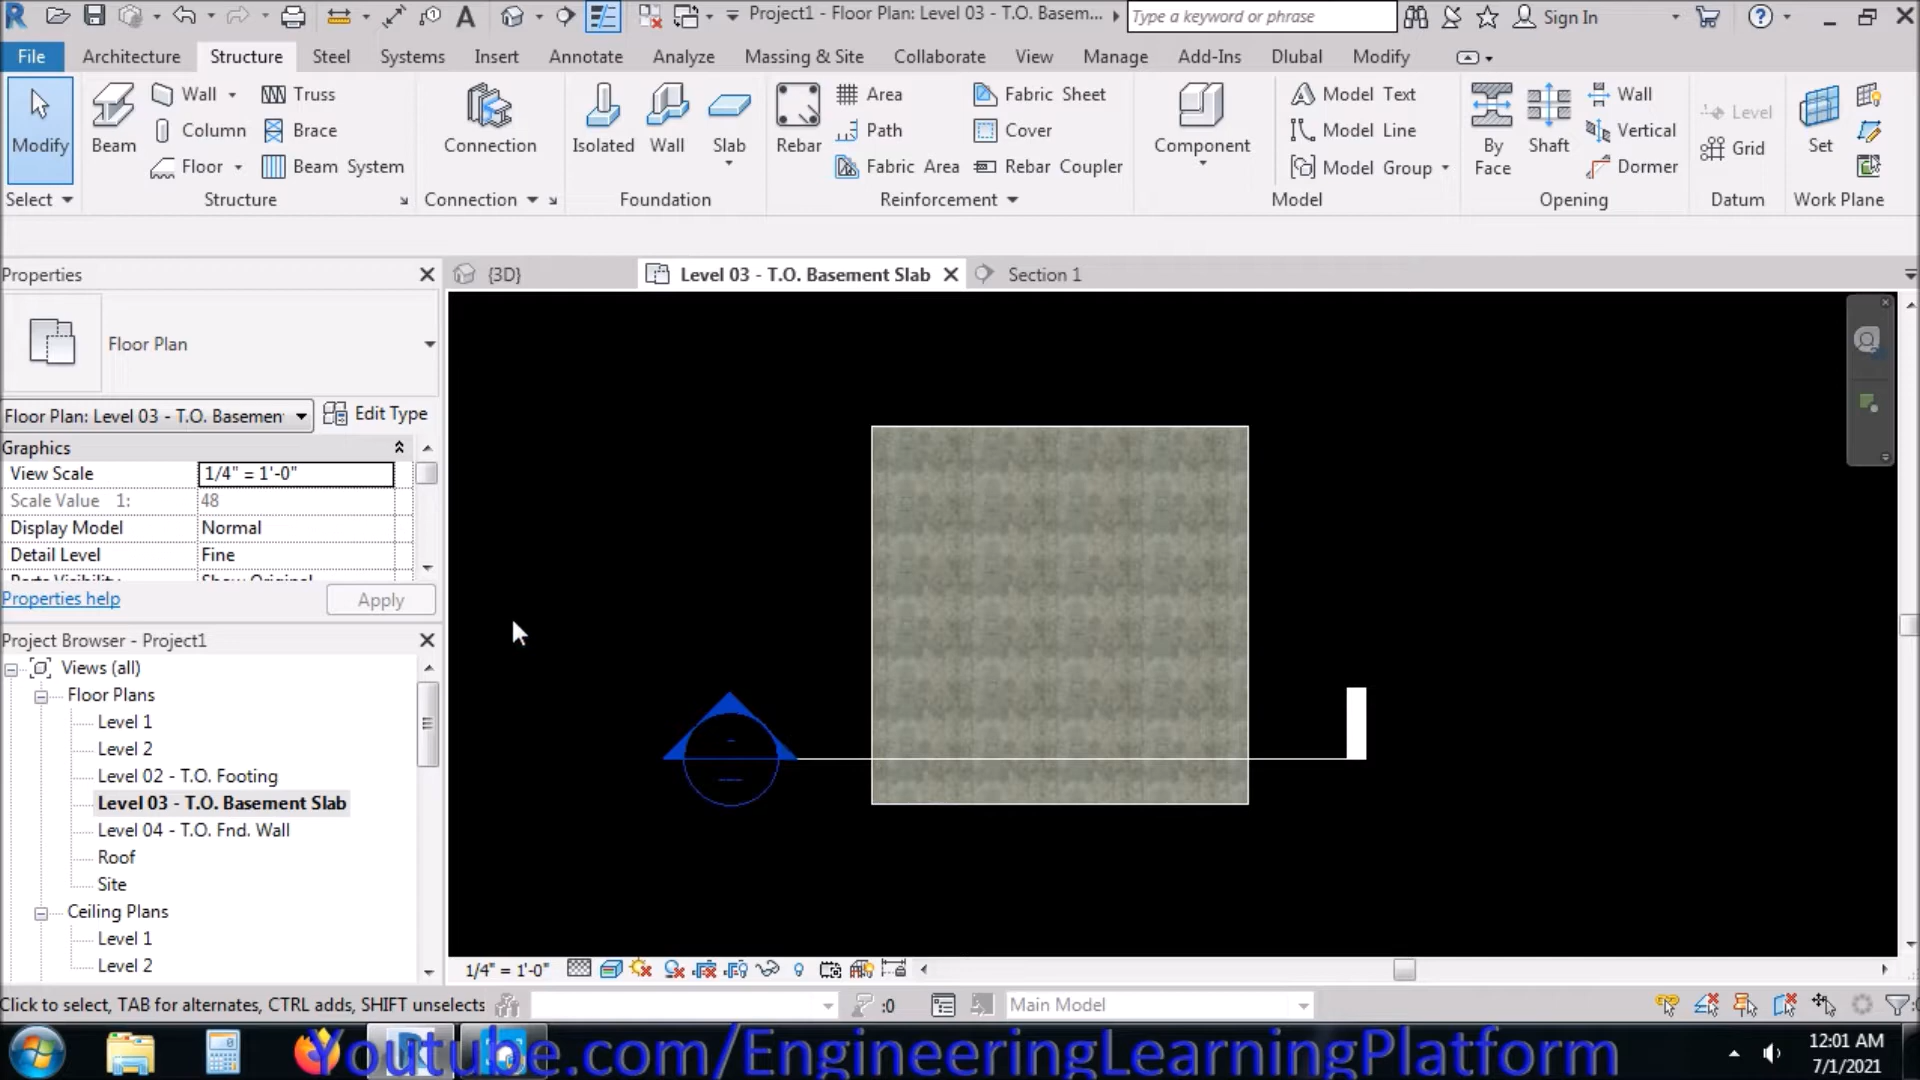 Project1 - Floor Plan: Level 03 - T.O. Basem...
Type a keyword or phrase
Sign In
File Architecture Structure Steel Systems Insert Annotate Analyze Massing & Site Collaborate View Manage Add-Ins Dlubal Modify
Modify
Select
Beam
Wall
Column
Floor
Truss
Brace
Beam System
Structure
Connection
Connection
Isolated
Wall
Slab
Foundation
Rebar
Area
Path
Fabric Area
Fabric Sheet
Cover
Rebar Coupler
Reinforcement
Component
Model Text
Model Line
Model Group
Model
By
Face
Shaft
Wall
Vertical
Dormer
Opening
Level
Grid
Datum
Set
Work Plane
Properties
{3D}
Level 03 - T.O. Basement Slab
Section 1
Floor Plan
Floor Plan: Level 03 - T.O. Basemen
Edit Type
Graphics
View Scale 1/4" = 1'-0"
Scale Value 1: 48
Display Model Normal
Detail Level Fine
Parts Visibility Show Original
Properties help
Apply
Project Browser - Project1
Views (all)
Floor Plans
Level 1
Level 2
Level 02 - T.O. Footing
Level 03 - T.O. Basement Slab
Level 04 - T.O. Fnd. Wall
Roof
Site
Ceiling Plans
Level 1
Level 2
1/4" = 1'-0"
Click to select, TAB for alternates, CTRL adds, SHIFT unselects
:0
Main Model
Youtube.com/EngineeringLearningPlatform
12:01 AM
7/1/2021